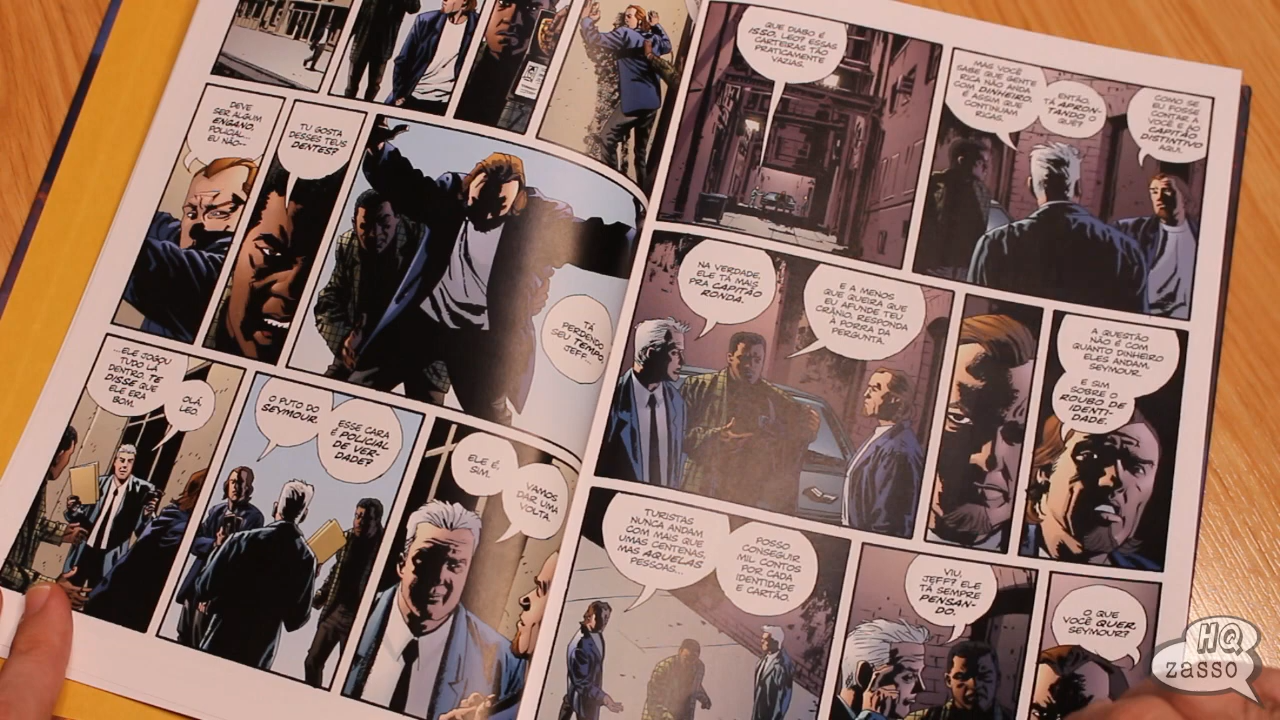 DEVE
SER ALGUM
ENGANO,
POLICIAL...
EU NÃO--
TU GOSTA
DESSES TEUS
DENTES?
TÁ
PERDENDO
SEU TEMPO,
JEFF...
...ELE JOGOU
TUDO LÁ
DENTRO. TE
DISSE QUE
ELE ERA
BOM.
OLÁ,
LEO.
O PUTO DO
SEYMOUR.
ESSE CARA
É POLICIAL
DE VER-
DADE?
ELE É,
SIM.
VAMOS
DAR UMA
VOLTA.
QUE DIABO É
ISSO, LEO? ESSAS
CARTEIRAS TÃO
PRATICAMENTE
VAZIAS.
MAS VOCÊ
SABE QUE GENTE
RICA NÃO ANDA
COM DINHEIRO.
É ASSIM QUE
CONTINUAM
RICAS.
ENTÃO,
TÁ APRON-
TANDO O
QUÊ?
COMO SE
EU FOSSE
CONTAR A
VOCÊ E AO
CAPITÃO
DISTINTIVO
AQUI.
NA VERDADE,
ELE TÁ MAIS
PRA CAPITÃO
RONDA.
E A MENOS
QUE QUEIRA QUE
EU AFUNDE TEU
CRÂNIO, RESPONDA
À PORRA DA
PERGUNTA.
A QUESTÃO
NÃO É COM
QUANTO DINHEIRO
ELES ANDAM,
SEYMOUR.
E SIM
SOBRE O
ROUBO DE
IDENTI-
DADE.
TURISTAS
NUNCA ANDAM
COM MAIS QUE
UMAS CENTENAS,
MAS AQUELAS
PESSOAS...
POSSO
CONSEGUIR
MIL CONTOS
POR CADA
IDENTIDADE
E CARTÃO.
VIU,
JEFF? ELE
TÁ SEMPRE
PENSAN-
DO.
O QUE
VOCÊ QUER,
SEYMOUR?
HQ
zasso